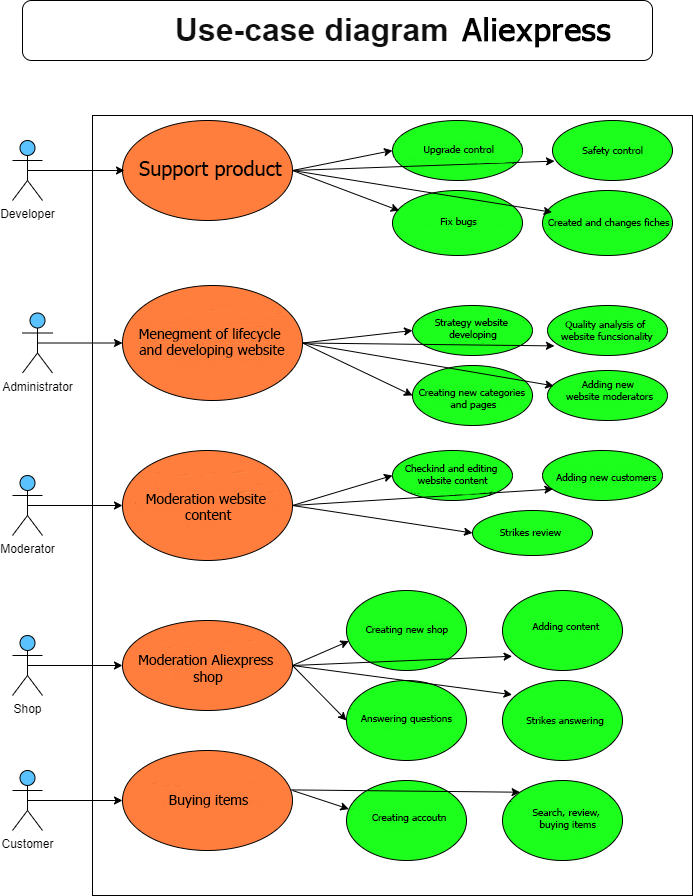 Use-case diagram Aliexpress
Developer
Support product
Upgrade control
Safety control
Fix bugs
Created and changes fiches
Administrator
Menegment of lifecycle
and developing website
Strategy website
developing
Quality analysis of
website funcsionality
Creating new categories
and pages
Adding new
website moderators
Moderator
Moderation website
content
Checkind and editing
website content
Adding new customers
Strikes review
Shop
Moderation Aliexpress
shop
Creating new shop
Adding content
Answering questions
Strikes answering
Customer
Buying items
Creating accoutn
Search, review,
buying items